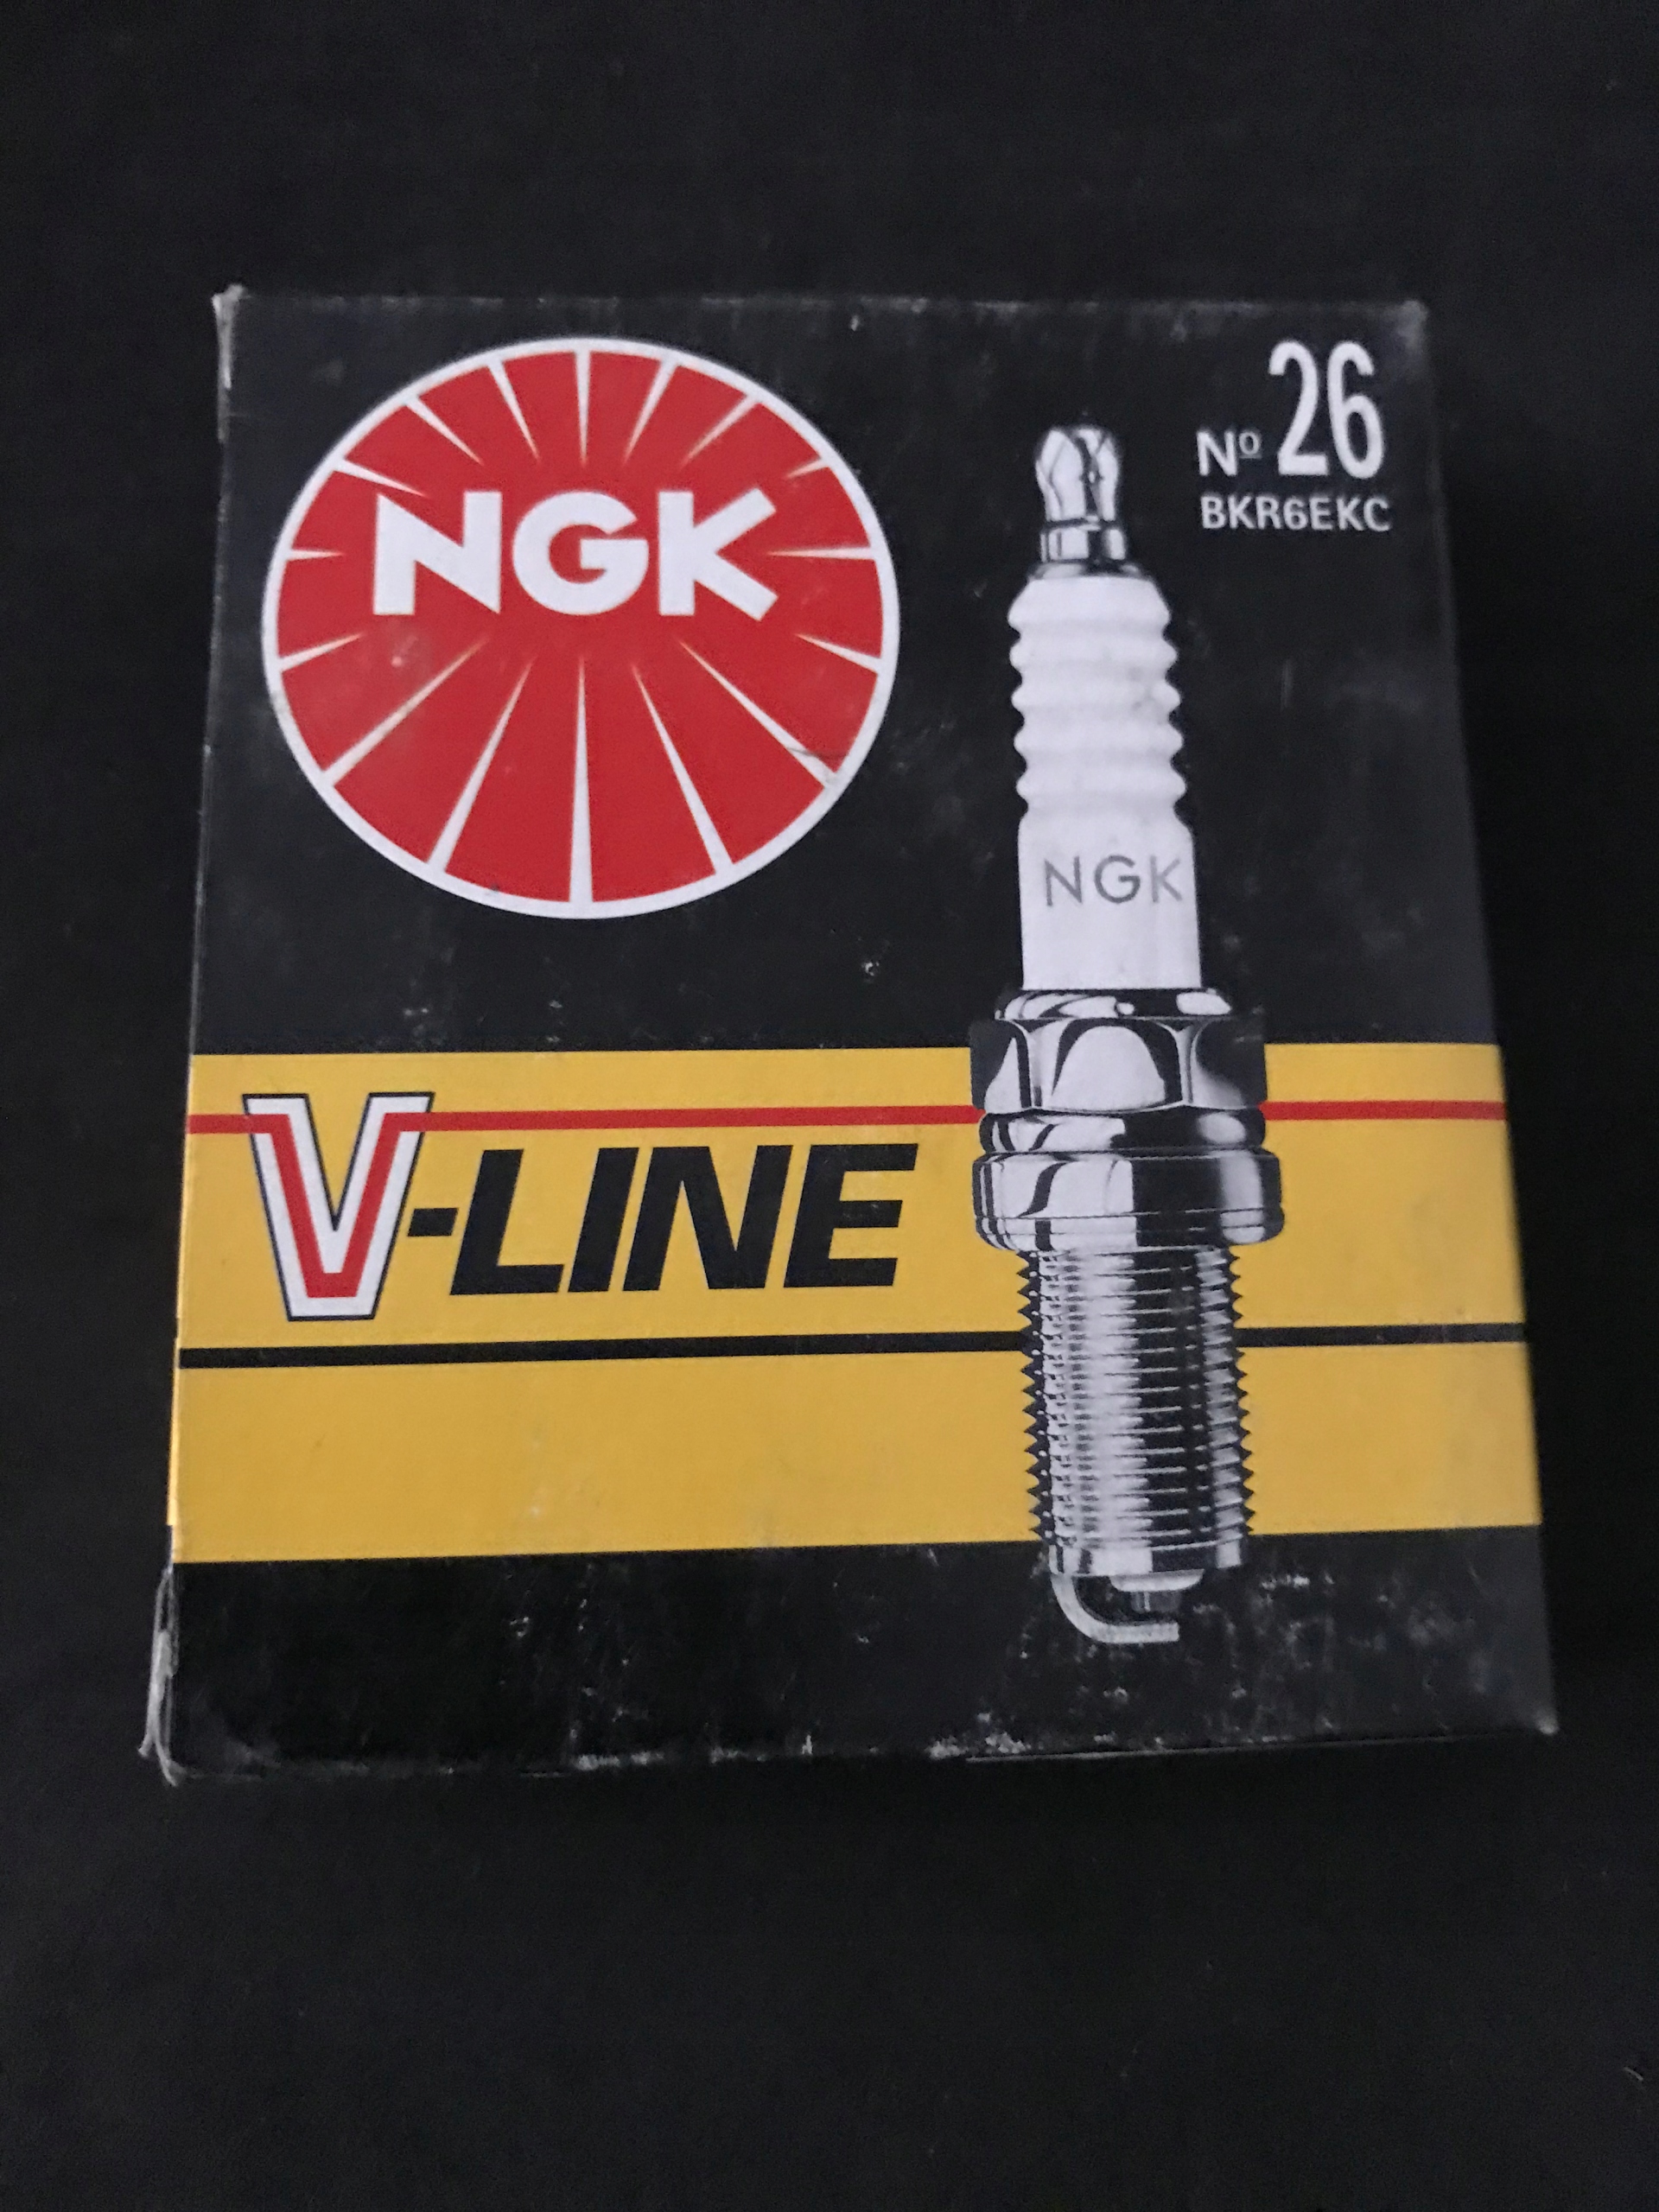 NGK
Nº 26
BKR6EKC
NGK
V-LINE